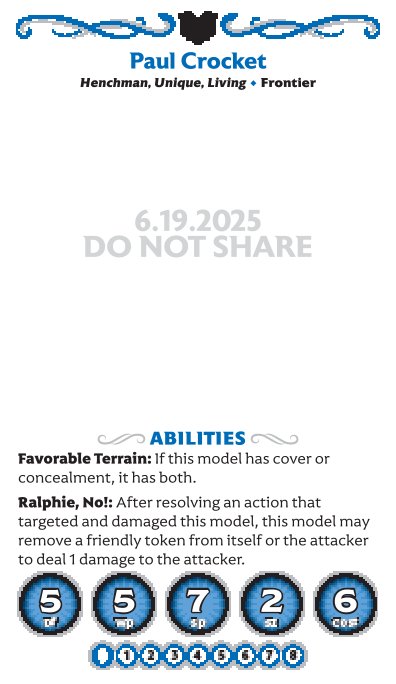 Paul Crocket
Henchman, Unique, Living • Frontier
6.19.2025
DO NOT SHARE
ABILITIES
Favorable Terrain: If this model has cover or
concealment, it has both.
Ralphie, No!: After resolving an action that
targeted and damaged this model, this model may
remove a friendly token from itself or the attacker
to deal 1 damage to the attacker.
5 5 7 2 6
df wp sp sz cost
1 2 3 4 5 6 7 8